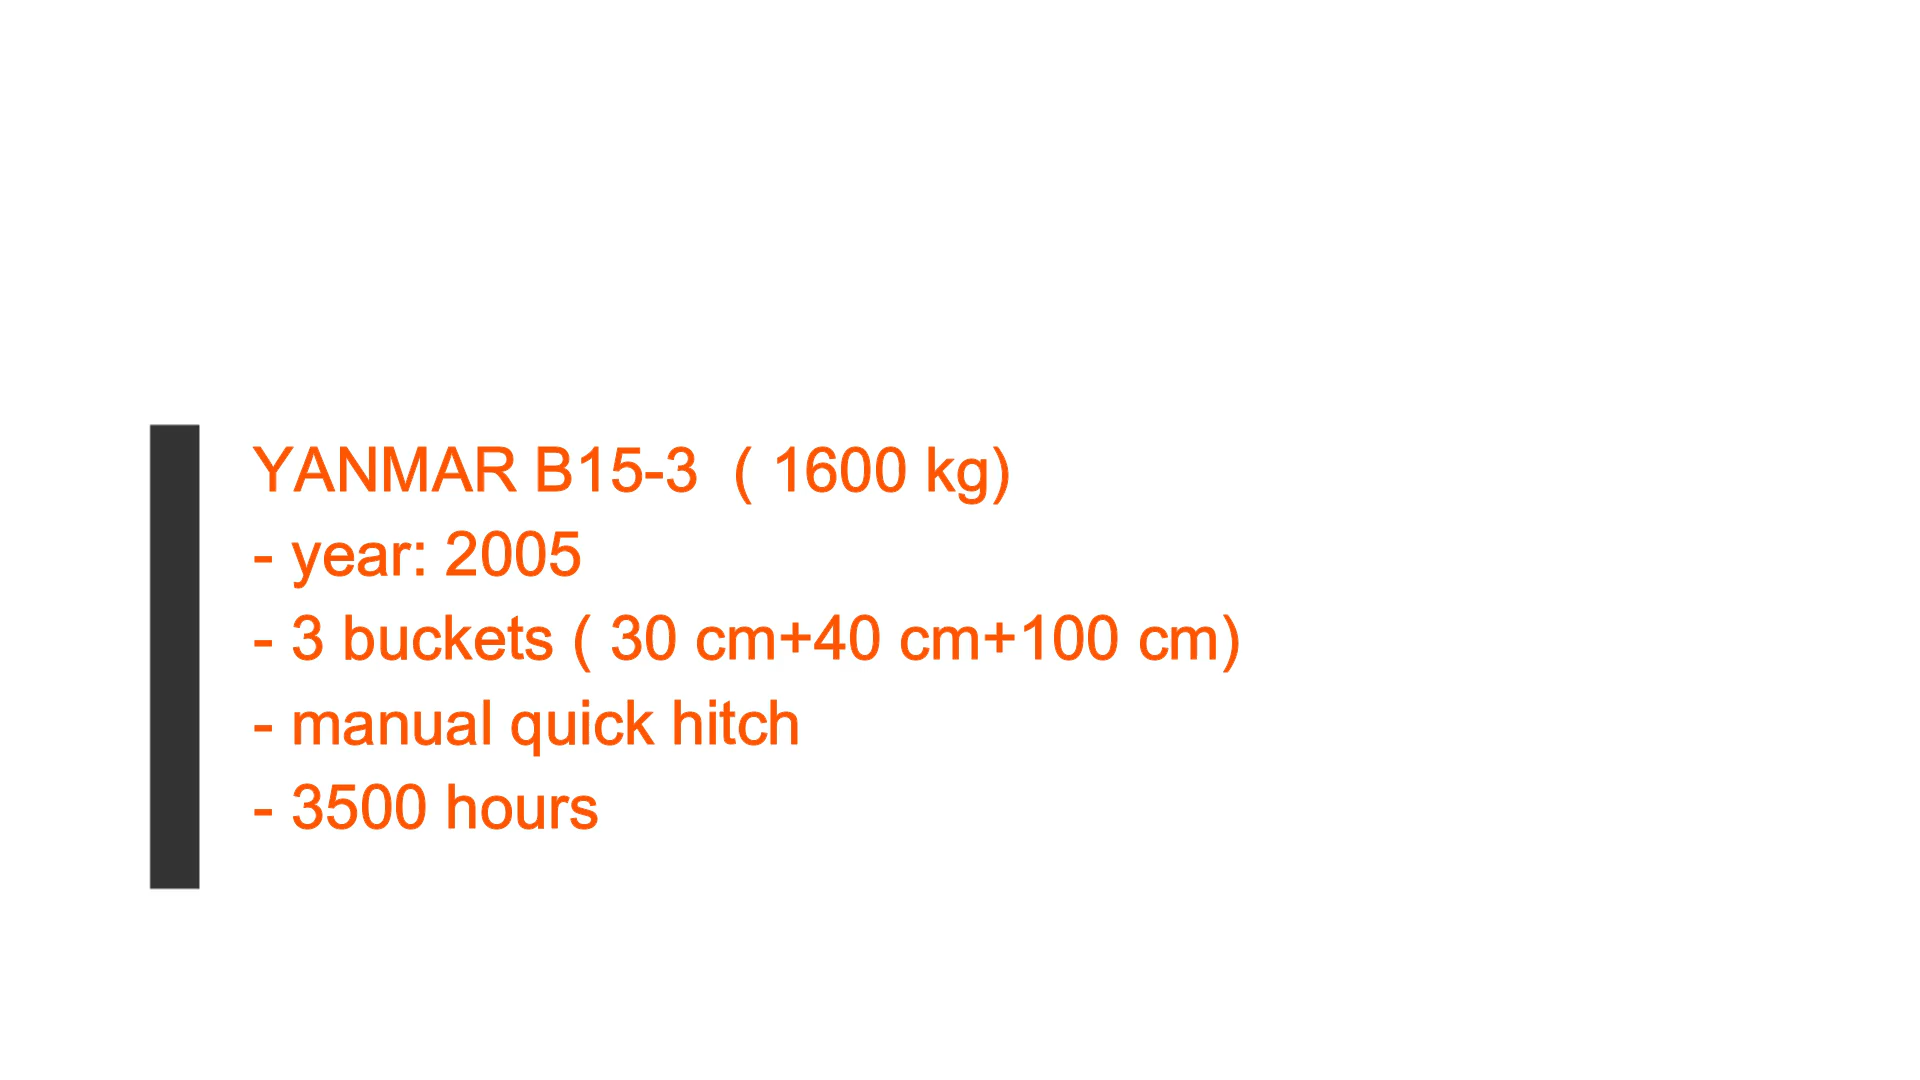 YANMAR B15-3  ( 1600 kg)
- year: 2005
- 3 buckets ( 30 cm+40 cm+100 cm)
- manual quick hitch
- 3500 hours